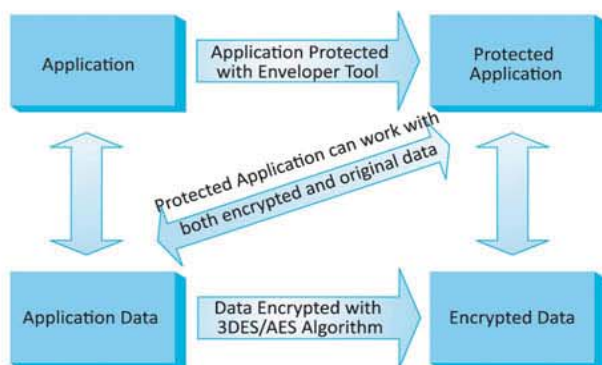 Application
Application Protected
with Enveloper Tool
Protected
Application
Protected Application can work with
both encrypted and original data
Application Data
Data Encrypted with
3DES/AES Algorithm
Encrypted Data